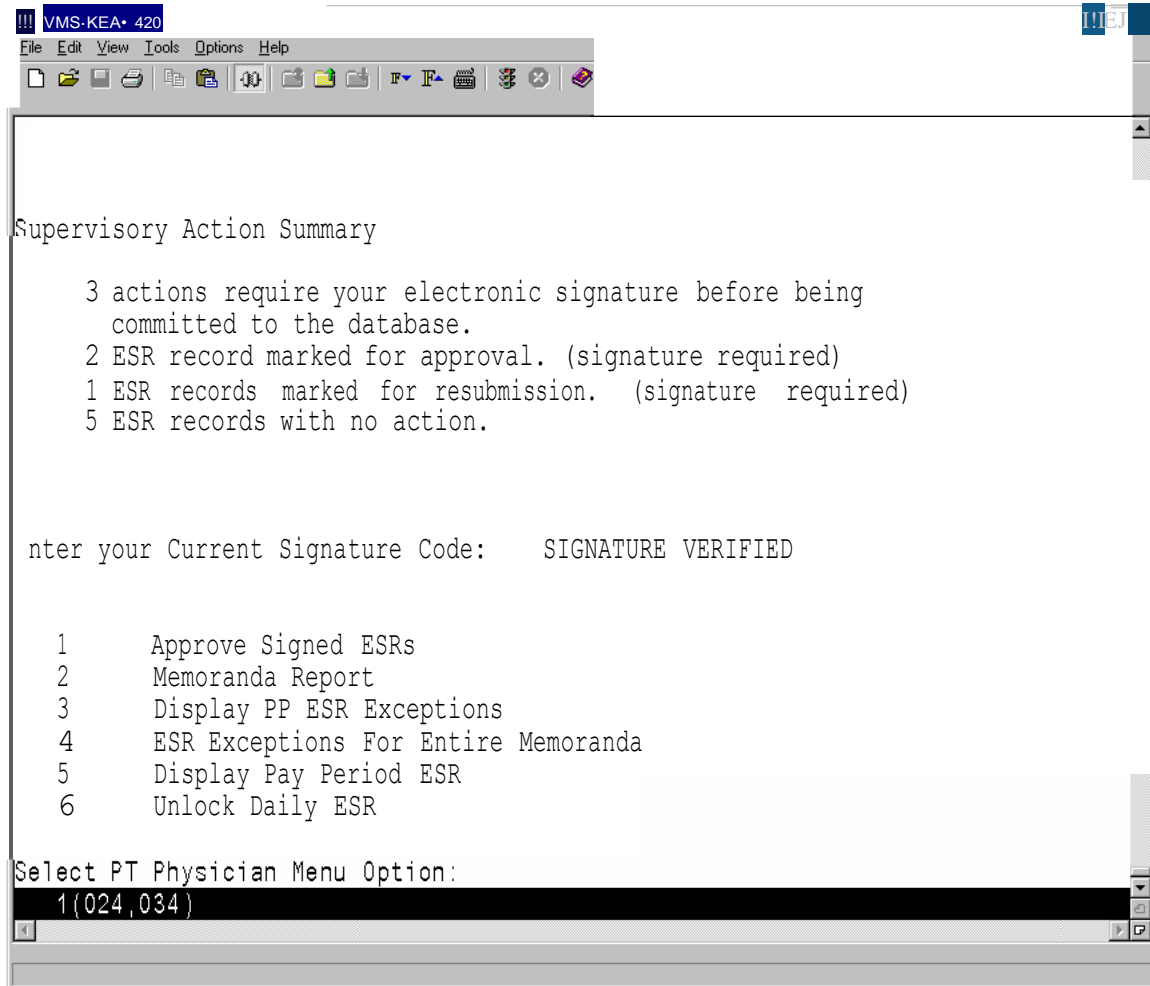 !!! VMS-KEA• 420
I!IEJ
File Edit View Tools Options Help
Supervisory Action Summary
3 actions require your electronic signature before being
committed to the database.
2 ESR record marked for approval. (signature required)
1 ESR records marked for resubmission. (signature required)
5 ESR records with no action.
nter your Current Signature Code: SIGNATURE VERIFIED
1 Approve Signed ESRs
2 Memoranda Report
3 Display PP ESR Exceptions
4 ESR Exceptions For Entire Memoranda
5 Display Pay Period ESR
6 Unlock Daily ESR
Select PT Physician Menu Option:
1(024,034)